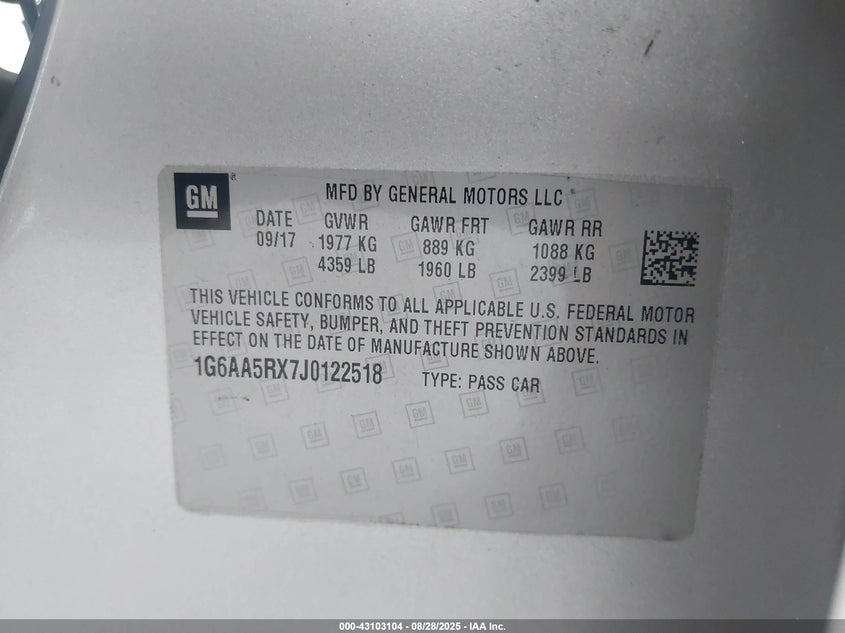 GM
MFD BY GENERAL MOTORS LLC
DATE GVWR GAWR FRT GAWR RR
09/17 1977 KG 889 KG 1088 KG
4359 LB 1960 LB 2399 LB
THIS VEHICLE CONFORMS TO ALL APPLICABLE U.S. FEDERAL MOTOR
VEHICLE SAFETY, BUMPER, AND THEFT PREVENTION STANDARDS IN
EFFECT ON THE DATE OF MANUFACTURE SHOWN ABOVE.
1G6AA5RX7J0122518 TYPE: PASS CAR
000-43103104 - 08/28/2025 - IAA Inc.